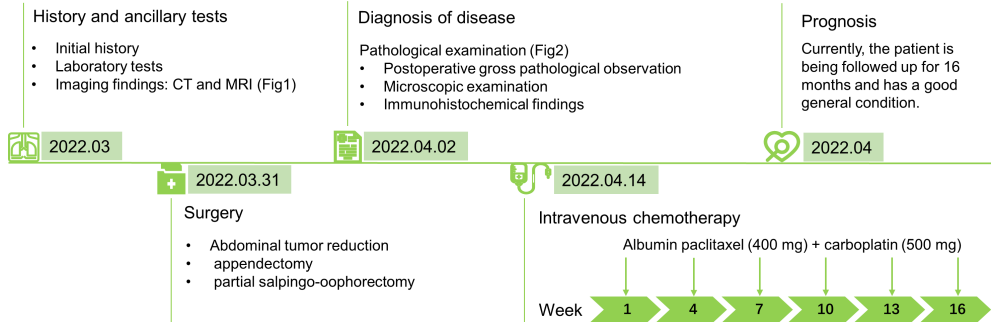 History and ancillary tests
• Initial history
• Laboratory tests
• Imaging findings: CT and MRI (Fig1)
2022.03
2022.03.31
Surgery
• Abdominal tumor reduction
• appendectomy
• partial salpingo-oophorectomy
Diagnosis of disease
Pathological examination (Fig2)
• Postoperative gross pathological observation
• Microscopic examination
• Immunohistochemical findings
2022.04.02
2022.04.14
Intravenous chemotherapy
Albumin paclitaxel (400 mg) + carboplatin (500 mg)
Week 1 4 7 10 13 16
Prognosis
Currently, the patient is
being followed up for 16
months and has a good
general condition.
2022.04